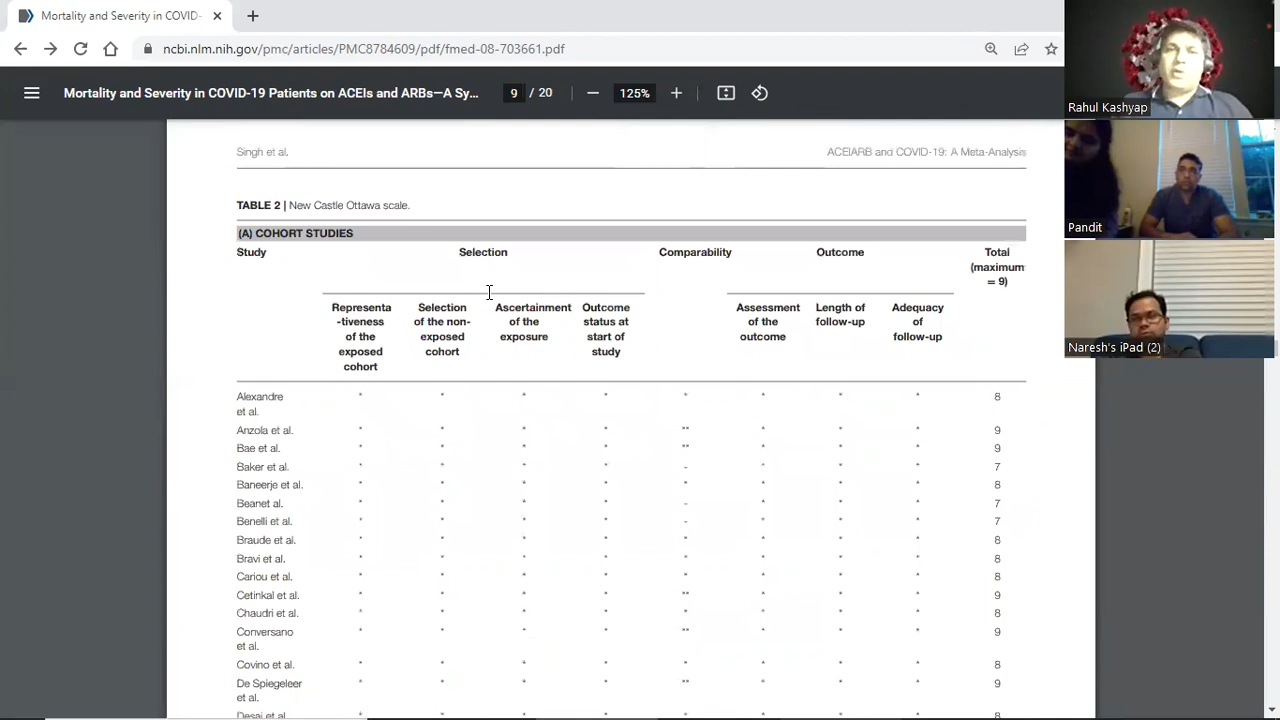 Mortality and Severity in COVID-
ncbi.nlm.nih.gov/pmc/articles/PMC8784609/pdf/fmed-08-703661.pdf
Mortality and Severity in COVID-19 Patients on ACEIs and ARBs—A Sy... 9 / 20 125%
Rahul Kashyap
Pandit
Naresh's iPad (2)
Singh et al. ACEIARB and COVID-19: A Meta-Analysis
TABLE 2 | New Castle Ottawa scale.
(A) COHORT STUDIES
Study Selection Comparability Outcome Total
(maximum
= 9)
Representa Selection Ascertainment Outcome Assessment Length of Adequacy
-tiveness of the non- of the status at of the follow-up of
of the exposed exposure start of outcome follow-up
exposed cohort study
cohort
Alexandre * * * * * * * * 8
et al.
Anzola et al. * * * * ** * * * 9
Bae et al. * * * * ** * * * 9
Baker et al. * * * * - * * * 7
Baneerje et al. * * * * * * * * 8
Beanet al. * * * * - * * * 7
Benelli et al. * * * * - * * * 7
Braude et al. * * * * * * * * 8
Bravi et al. * * * * * * * * 8
Cariou et al. * * * * * * * * 8
Cetinkal et al. * * * * ** * * * 9
Chaudri et al. * * * * * * * * 8
Conversano * * * * ** * * * 9
et al.
Covino et al. * * * * * * * * 8
De Spiegeleer * * * * ** * * * 9
et al.
Desai et al. * * * * * * * * 8